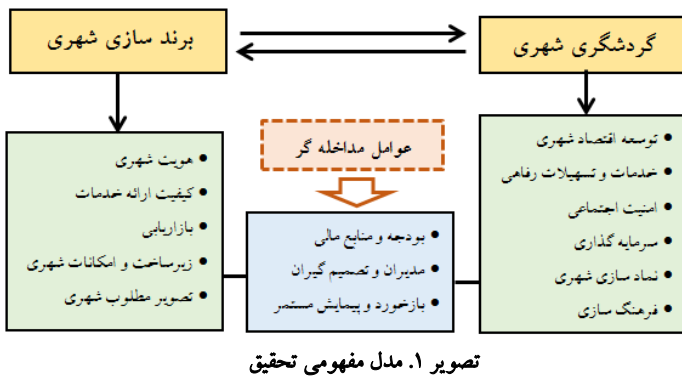 گردشگری شهری
برند سازی شهری
توسعه اقتصاد شهری
خدمات و تسهیلات رفاهی
امنیت اجتماعی
سرمایه گذاری
نماد سازی شهری
فرهنگ سازی
عوامل مداخله گر
بودجه و منابع مالی
مدیران و تصمیم گیران
بازخورد و پیمایش مستمر
هویت شهری
کیفیت ارائه خدمات
بازاریابی
زیرساخت و امکانات شهری
تصویر مطلوب شهری
تصویر ۱. مدل مفهومی تحقیق